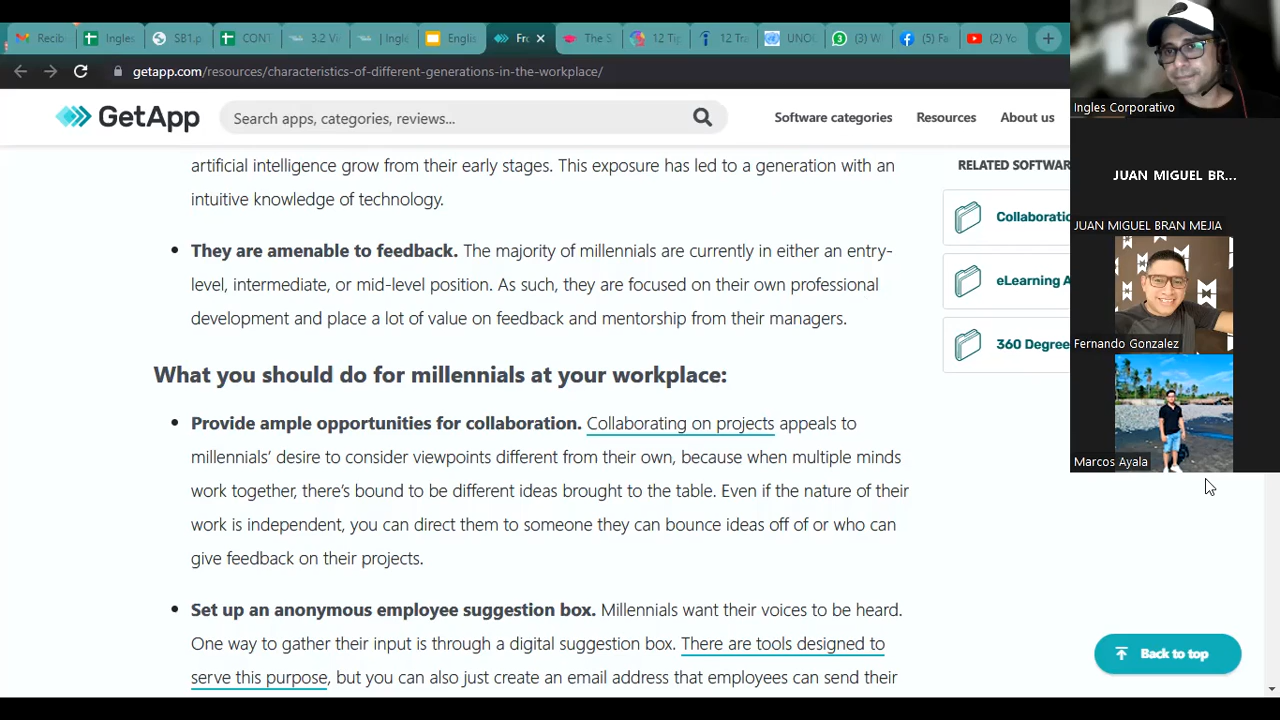 Recib
Ingles
SB1.p
CONT
3.2 Vi
Ingle
Englis
Fro
The S
12 Tip
12 Tra
UNOC
(3) W
(5) Fa
(2) Yo
getapp.com/resources/characteristics-of-different-generations-in-the-workplace/
GetApp
Search apps, categories, reviews...
Software categories
Resources
About us
Ingles Corporativo
JUAN MIGUEL BR...
JUAN MIGUEL BRAN MEJIA
Fernando Gonzalez
Marcos Ayala
artificial intelligence grow from their early stages. This exposure has led to a generation with an
intuitive knowledge of technology.
They are amenable to feedback. The majority of millennials are currently in either an entry-
level, intermediate, or mid-level position. As such, they are focused on their own professional
development and place a lot of value on feedback and mentorship from their managers.
What you should do for millennials at your workplace:
Provide ample opportunities for collaboration. Collaborating on projects appeals to
millennials’ desire to consider viewpoints different from their own, because when multiple minds
work together, there’s bound to be different ideas brought to the table. Even if the nature of their
work is independent, you can direct them to someone they can bounce ideas off of or who can
give feedback on their projects.
Set up an anonymous employee suggestion box. Millennials want their voices to be heard.
One way to gather their input is through a digital suggestion box. There are tools designed to
serve this purpose, but you can also just create an email address that employees can send their
RELATED SOFTWAR
Collaboratio
eLearning A
360 Degree
Back to top